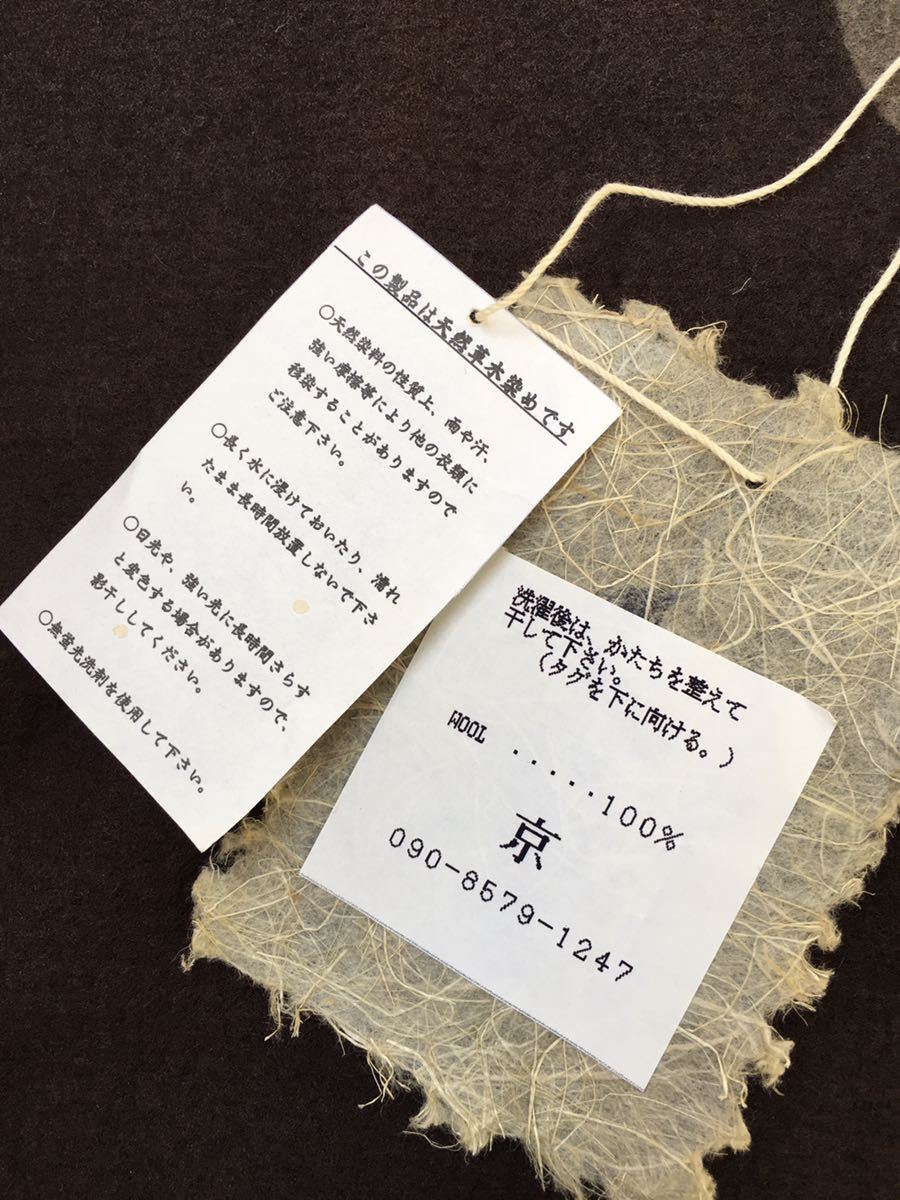 この製品は天然草木染めです
○天然染料の性質上、雨や汗、
強い摩擦等により他の衣類に
移染することがありますので
ご注意下さい。
○長く水に浸けておいたり、濡れ
たまま長時間放置しないで下さ
い。
○日光や、強い光に長時間さらす
と変色する場合がありますので、
影干ししてください。
○無蛍光洗剤を使用して下さい。
洗濯後は、かたちを整えて
干して下さい。
(タグを下に向ける。)
WOOL .....100%
京
090-8579-1247